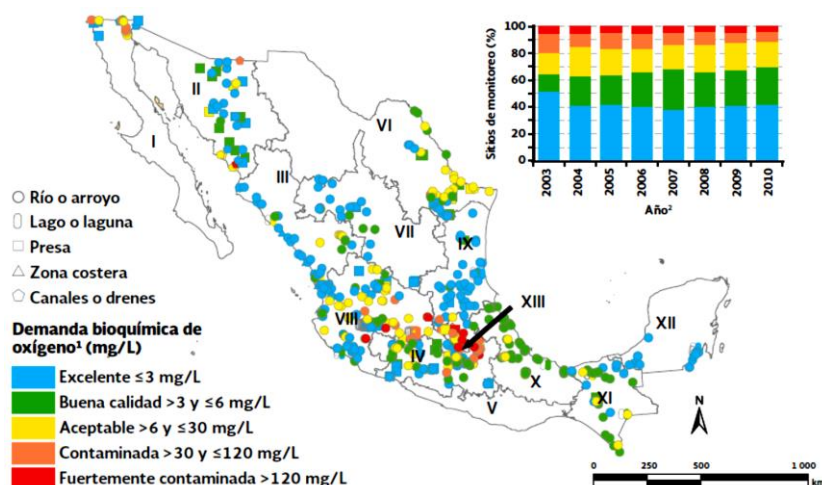 Sitios de monitoreo (%)
100
80
60
40
20
0
2003
2004
2005
2006
2007
2008
2009
2010
Año²
I
II
III
IV
V
VI
VII
VIII
IX
X
XI
XII
XIII
Río o arroyo
Lago o laguna
Presa
Zona costera
Canales o drenes
Demanda bioquímica de
oxígeno¹ (mg/L)
Excelente ≤3 mg/L
Buena calidad >3 y ≤6 mg/L
Aceptable >6 y ≤30 mg/L
Contaminada >30 y ≤120 mg/L
Fuertemente contaminada >120 mg/L
N
0 250 500 1 000
km